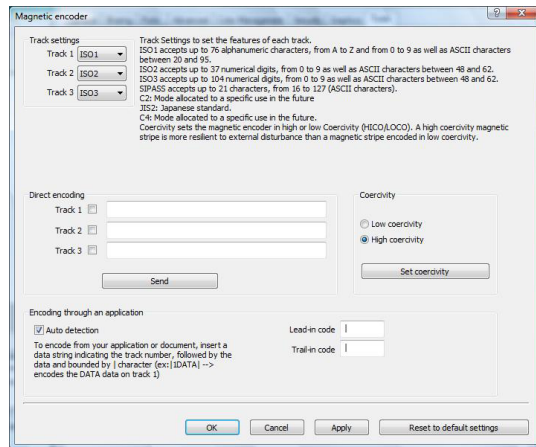 Magnetic encoder
Track settings
Track 1 ISO1
Track 2 ISO2
Track 3 ISO3
Track Settings to set the features of each track.
ISO1 accepts up to 76 alphanumeric characters, from A to Z and from 0 to 9 as well as ASCII characters
between 20 and 95.
ISO2 accepts up to 37 numerical digits, from 0 to 9 as well as ASCII characters between 48 and 62.
ISO3 accepts up to 104 numerical digits, from 0 to 9 as well as ASCII characters between 48 and 62.
SIPASS accepts up to 21 characters, from 16 to 127 (ASCII characters).
C2: Mode allocated to a specific use in the future
JIS2: Japanese standard.
C4: Mode allocated to a specific use in the future.
Coercivity sets the magnetic encoder in high or low Coercivity (HICO/LOCO). A high coercivity magnetic
stripe is more resilient to external disturbance than a magnetic stripe encoded in low coercivity.
Direct encoding
Track 1
Track 2
Track 3
Send
Coercivity
Low coercivity
High coercivity
Set coercivity
Encoding through an application
Auto detection
To encode from your application or document, insert a
data string indicating the track number, followed by the
data and bounded by | character (ex:|1DATA| -->
encodes the DATA data on track 1)
Lead-in code |
Trail-in code |
OK Cancel Apply Reset to default settings